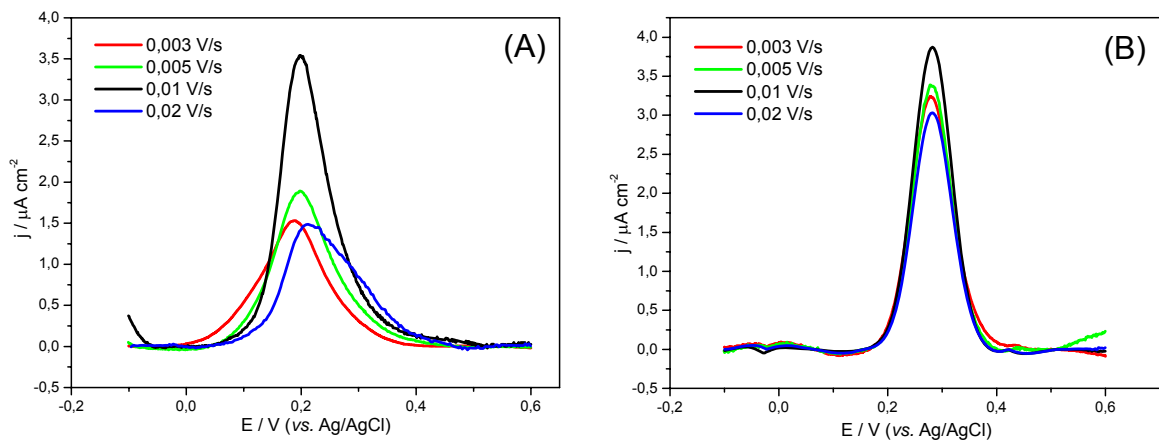 4,0
3,5
3,0
2,5
2,0
1,5
1,0
0,5
0,0
-0,5
j / μA cm-2
0,003 V/s
0,005 V/s
0,01 V/s
0,02 V/s
(A)
-0,2
0,0
0,2
0,4
0,6
E / V (vs. Ag/AgCl)
4,0
3,5
3,0
2,5
2,0
1,5
1,0
0,5
0,0
-0,5
j / μA cm-2
0,003 V/s
0,005 V/s
0,01 V/s
0,02 V/s
(B)
-0,2
0,0
0,2
0,4
0,6
E / V (vs. Ag/AgCl)